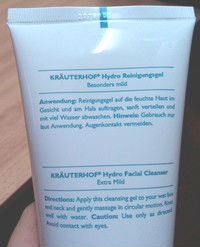 KRÄUTERHOF® Hydro Reinigungsgel
Besonders mild
Anwendung: Reinigungsgel auf die feuchte Haut im
Gesicht und am Hals auftragen, sanft verteilen und
mit viel Wasser abwaschen. Hinweis: Gebrauch nur
laut Anwendung. Augenkontakt vermeiden.
KRÄUTERHOF® Hydro Facial Cleanser
Extra Mild
Directions: Apply this cleansing gel to your wet face
and neck and gently massage in circular motion. Rinse
well with water. Caution: Use only as directed.
Avoid contact with eyes.